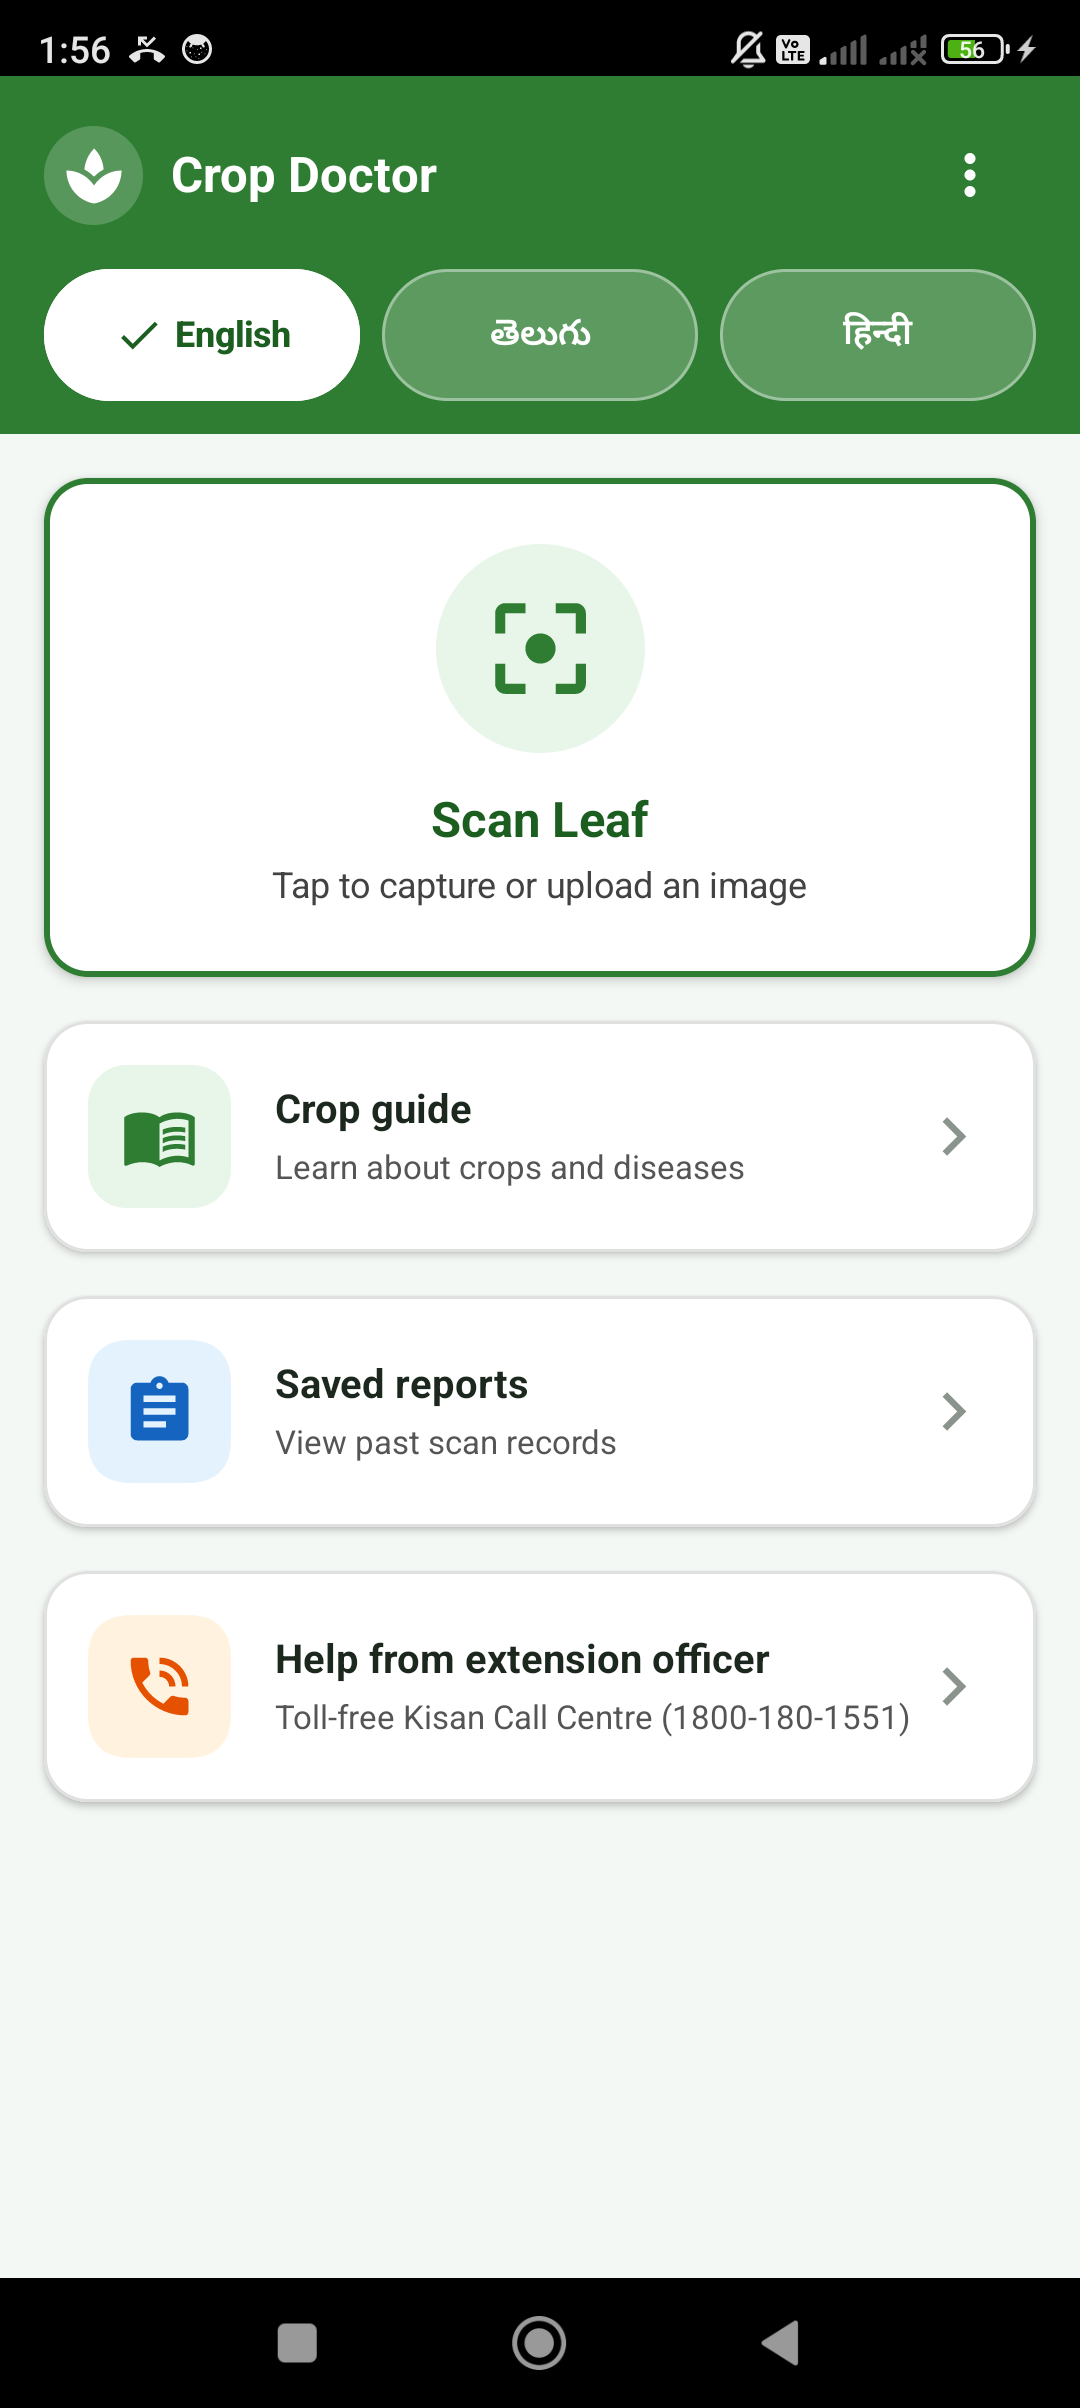 1:56
Vo LTE
56
Crop Doctor
English
తెలుగు
हिन्दी
Scan Leaf
Tap to capture or upload an image
Crop guide
Learn about crops and diseases
Saved reports
View past scan records
Help from extension officer
Toll-free Kisan Call Centre (1800-180-1551)